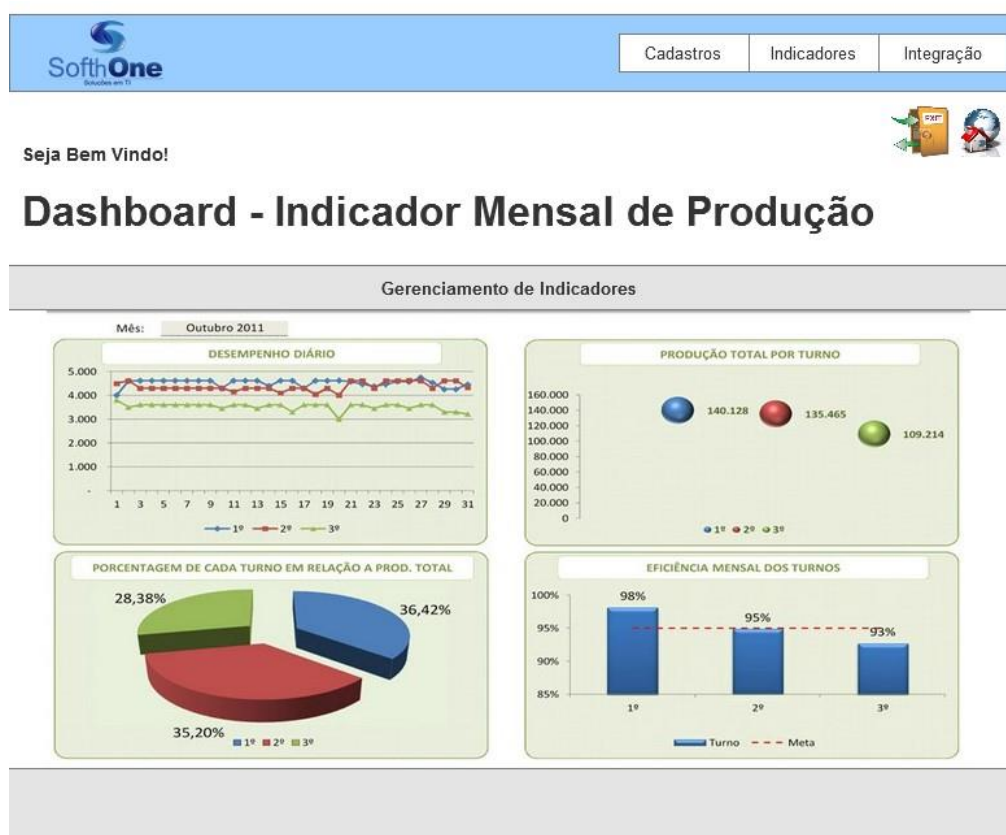 SofthOne
Soluções em TI
Cadastros Indicadores Integração
EXIT
Seja Bem Vindo!
Dashboard - Indicador Mensal de Produção
Gerenciamento de Indicadores
Mês: Outubro 2011
DESEMPENHO DIÁRIO
5.000
4.000
3.000
2.000
1.000
-
1 3 5 7 9 11 13 15 17 19 21 23 25 27 29 31
1º 2º 3º
PRODUÇÃO TOTAL POR TURNO
160.000
140.000
120.000
100.000
80.000
60.000
40.000
20.000
0
140.128
135.465
109.214
1º 2º 3º
PORCENTAGEM DE CADA TURNO EM RELAÇÃO A PROD. TOTAL
28,38%
36,42%
35,20%
1º 2º 3º
EFICIÊNCIA MENSAL DOS TURNOS
100%
95%
90%
85%
98%
95%
93%
1º 2º 3º
Turno Meta